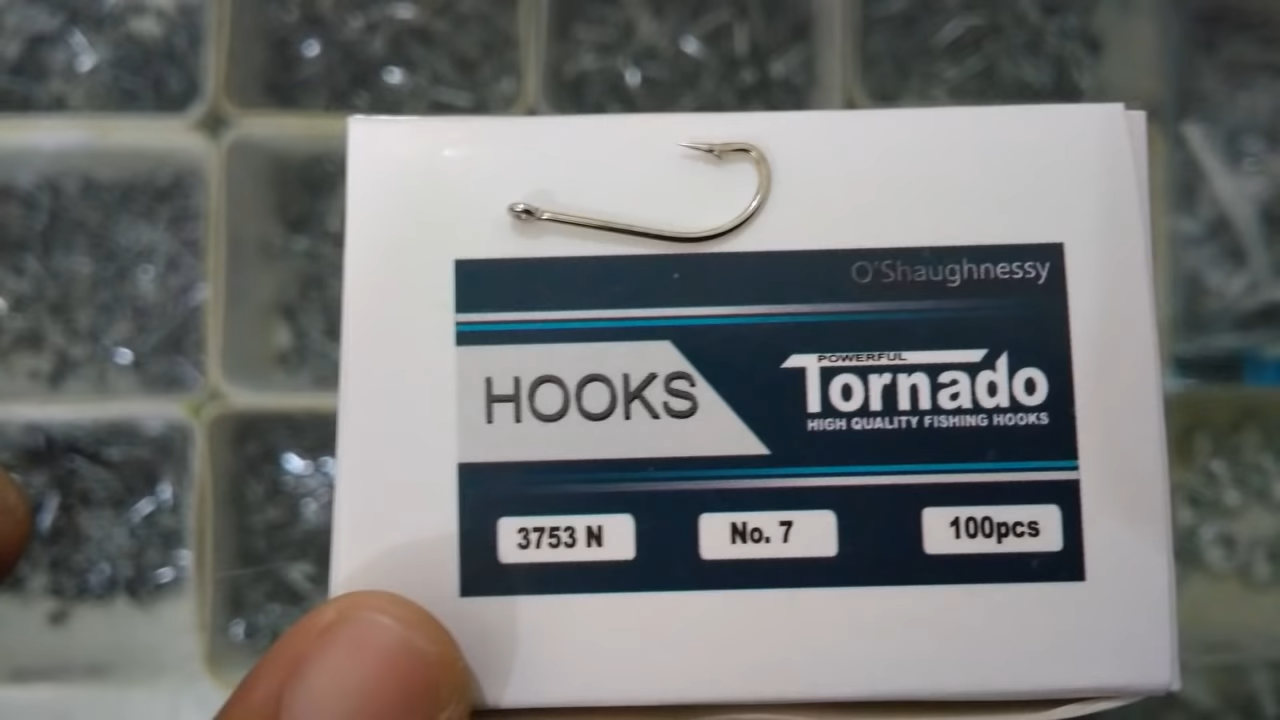 O'Shaughnessy
HOOKS
POWERFUL
Tornado
HIGH QUALITY FISHING HOOKS
3753 N
No. 7
100pcs